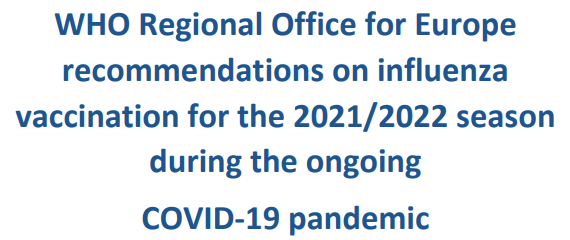 WHO Regional Office for Europe
recommendations on influenza
vaccination for the 2021/2022 season
during the ongoing
COVID-19 pandemic